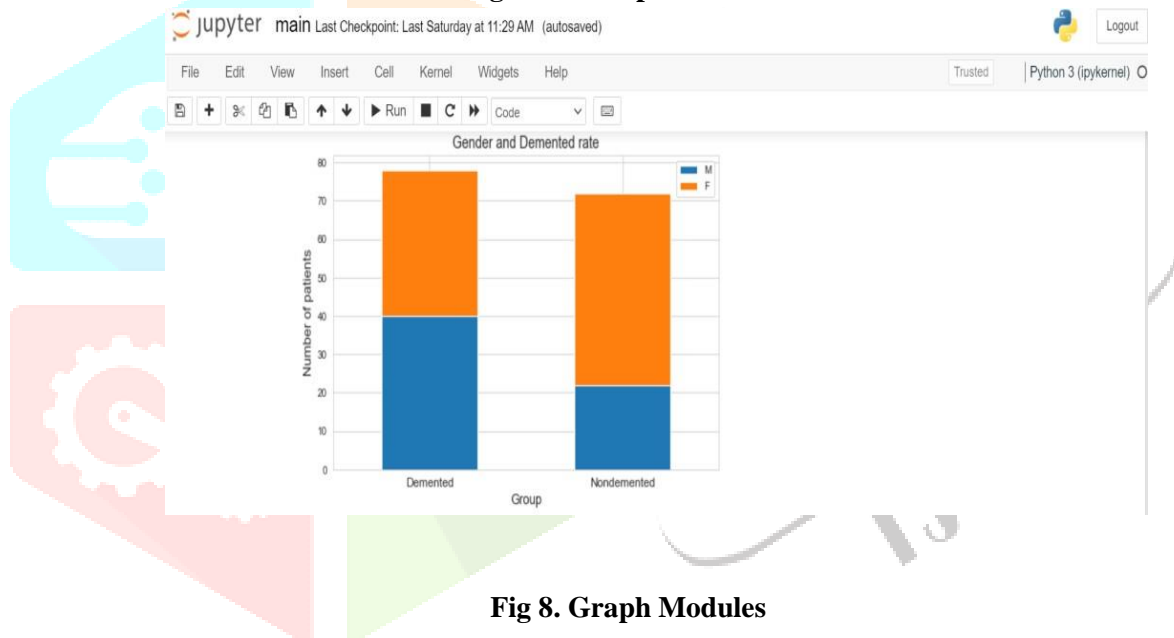 jupyter main Last Checkpoint: Last Saturday at 11:29 AM (autosaved)
Logout
File Edit View Insert Cell Kernel Widgets Help
Trusted
Python 3 (ipykernel)
Run
Code
Gender and Demented rate
M
F
80
70
60
50
40
30
20
10
0
Number of patients
Demented
Nondemented
Group
Fig 8. Graph Modules